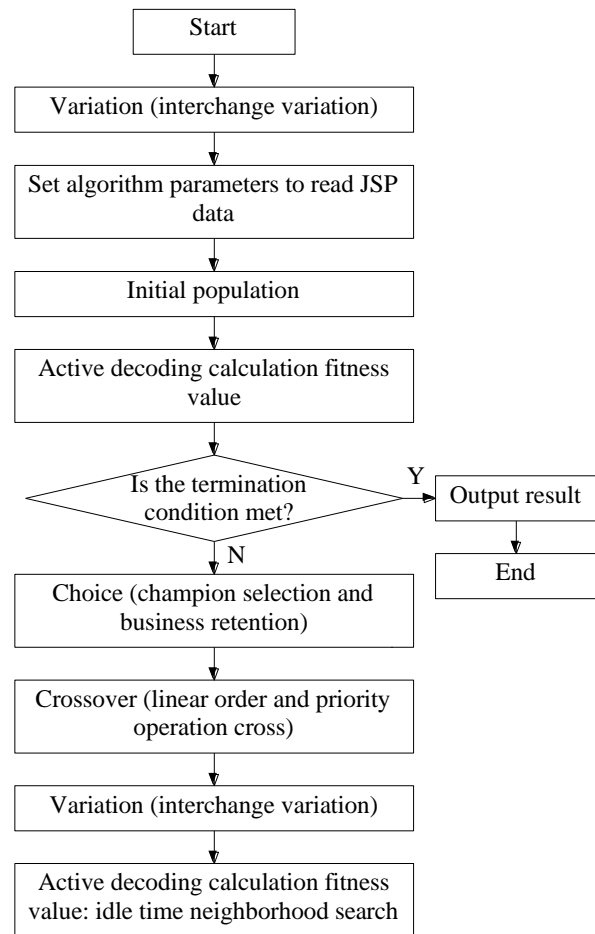 Start
Variation (interchange variation)
Set algorithm parameters to read JSP
data
Initial population
Active decoding calculation fitness
value
Is the termination
condition met?
Y
Output result
End
N
Choice (champion selection and
business retention)
Crossover (linear order and priority
operation cross)
Variation (interchange variation)
Active decoding calculation fitness
value: idle time neighborhood search